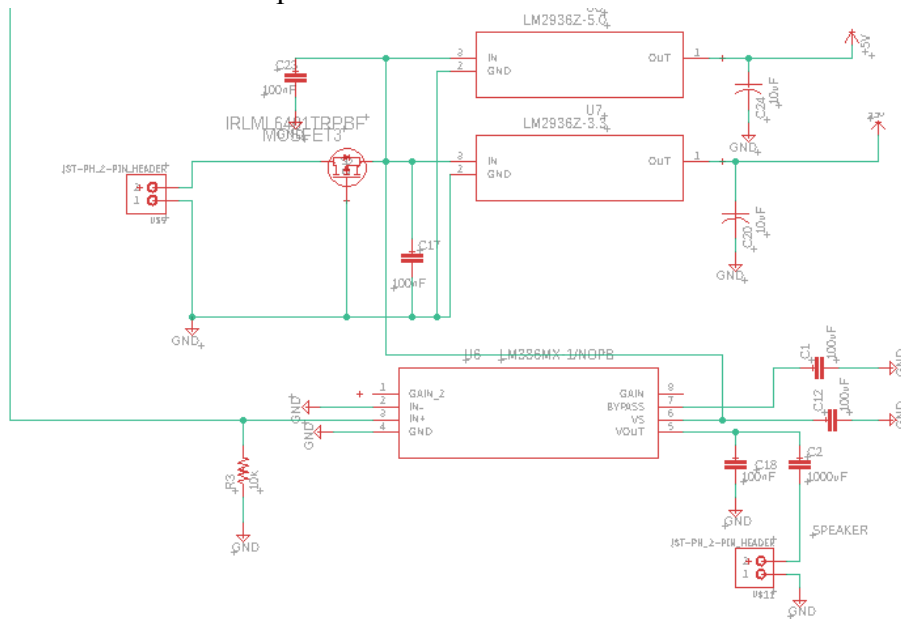 LM2936Z-5.0
3 IN OUT 1
2 GND
+5V
C23
100nF
GND
C24
10uF
GND
IRLML6401TRPBF
MOSFET3
U7
LM2936Z-3.3
3 IN OUT 1
2 GND
JST-PH_2-PIN_HEADER
2
1
U$9
C17
100nF
C20
10uF
GND
GND
U6 LM386MX-1/NOPB
1 GAIN_2 GAIN 8
2 IN- BYPASS 7
3 IN+ VS 6
4 GND VOUT 5
GND
GND
C1
100uF
GND
C12
100uF
GND
R3
10K
GND
C18
100nF
GND
C2
1000uF
SPEAKER
JST-PH_2-PIN_HEADER
2
1
U$11
GND